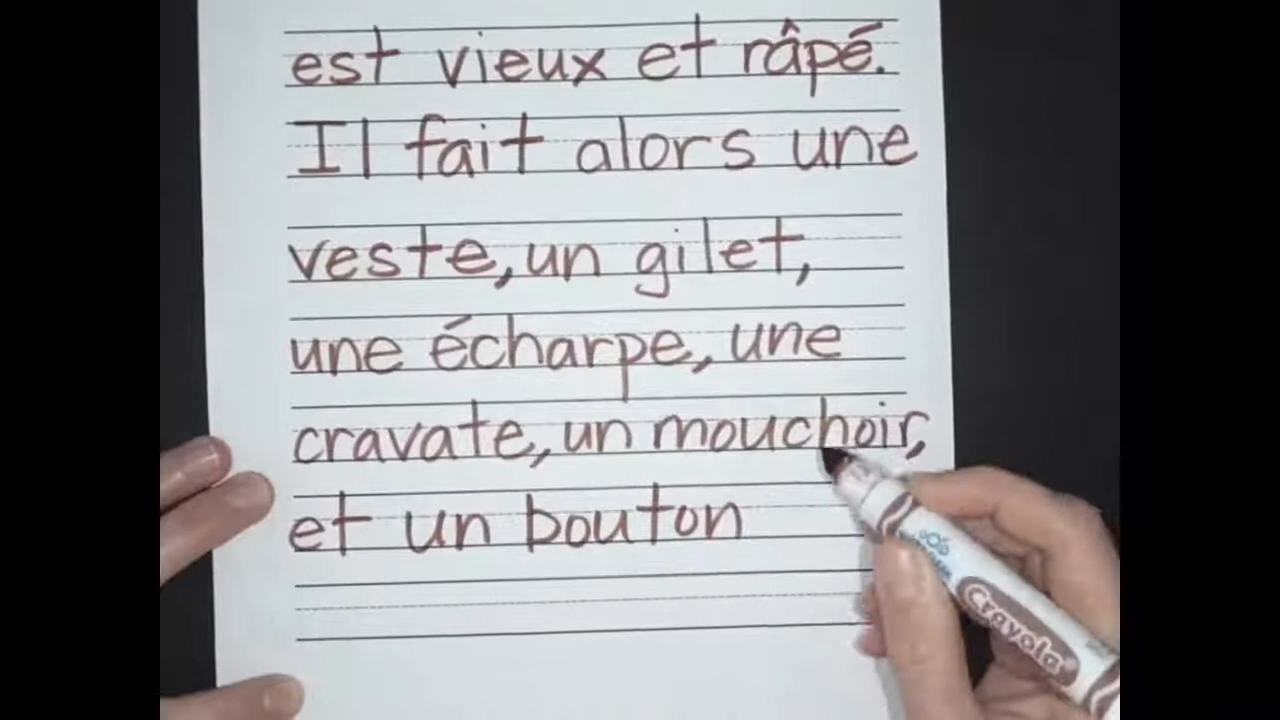 est vieux et râpé.
Il fait alors une
veste, un gilet,
une écharpe, une
cravate, un mouchoir,
et un bouton
Crayola